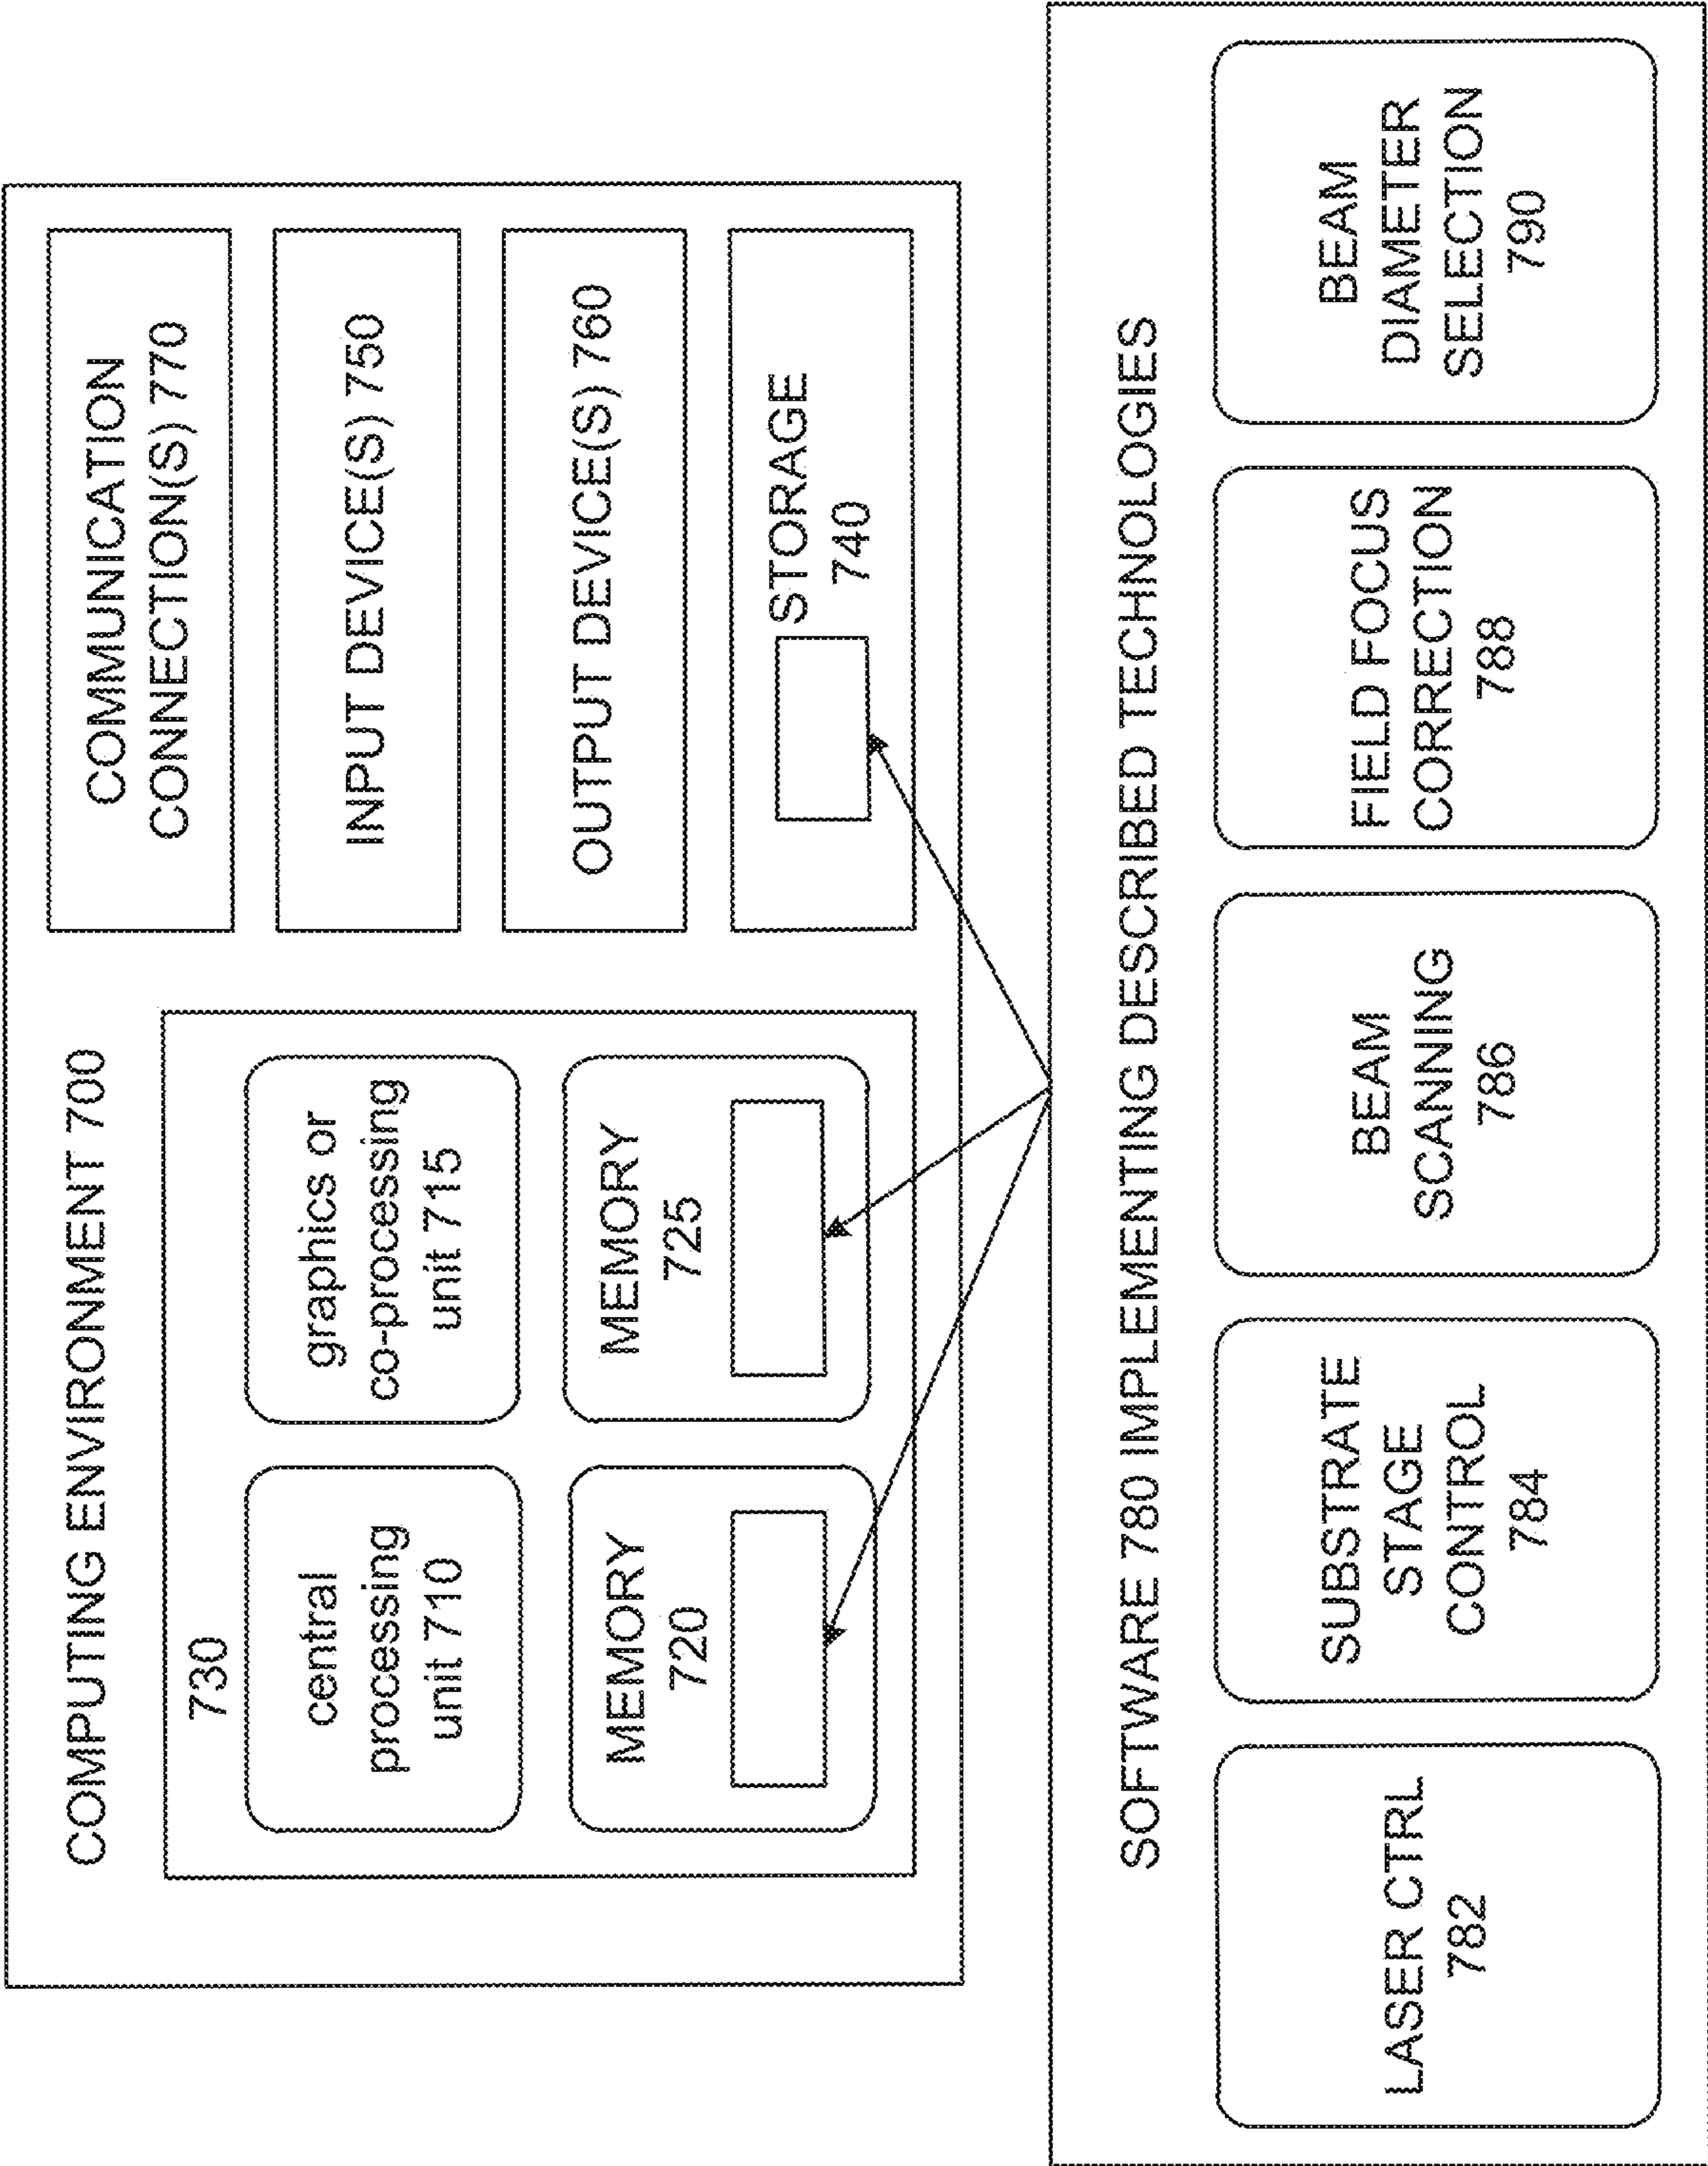 COMPUTING ENVIRONMENT 700
730
central
processing
unit 710
graphics or
co-processing
unit 715
MEMORY
720
MEMORY
725
COMMUNICATION
CONNECTION(S) 770
INPUT DEVICE(S) 750
OUTPUT DEVICE(S) 760
STORAGE
740
SOFTWARE 780 IMPLEMENTING DESCRIBED TECHNOLOGIES
LASER CTRL
782
SUBSTRATE
STAGE
CONTROL
784
BEAM
SCANNING
786
FIELD FOCUS
CORRECTION
788
BEAM
DIAMETER
SELECTION
790